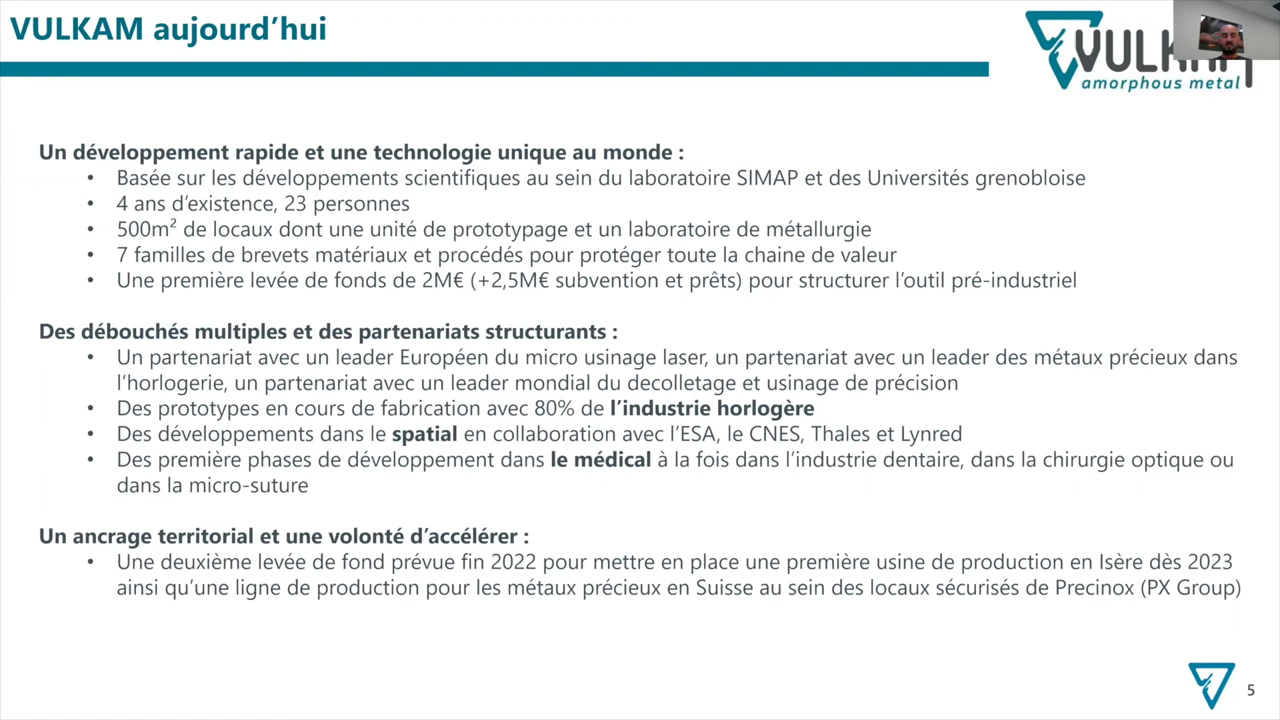 VULKAM aujourd'hui
VULKAM
amorphous metal
Un développement rapide et une technologie unique au monde :
• Basée sur les développements scientifiques au sein du laboratoire SIMAP et des Universités grenobloise
• 4 ans d'existence, 23 personnes
• 500m² de locaux dont une unité de prototypage et un laboratoire de métallurgie
• 7 familles de brevets matériaux et procédés pour protéger toute la chaine de valeur
• Une première levée de fonds de 2M€ (+2,5M€ subvention et prêts) pour structurer l'outil pré-industriel
Des débouchés multiples et des partenariats structurants :
• Un partenariat avec un leader Européen du micro usinage laser, un partenariat avec un leader des métaux précieux dans
l'horlogerie, un partenariat avec un leader mondial du decolletage et usinage de précision
• Des prototypes en cours de fabrication avec 80% de l'industrie horlogère
• Des développements dans le spatial en collaboration avec l'ESA, le CNES, Thales et Lynred
• Des première phases de développement dans le médical à la fois dans l'industrie dentaire, dans la chirurgie optique ou
dans la micro-suture
Un ancrage territorial et une volonté d'accélérer :
• Une deuxième levée de fond prévue fin 2022 pour mettre en place une première usine de production en Isère dès 2023
ainsi qu'une ligne de production pour les métaux précieux en Suisse au sein des locaux sécurisés de Precinox (PX Group)
5